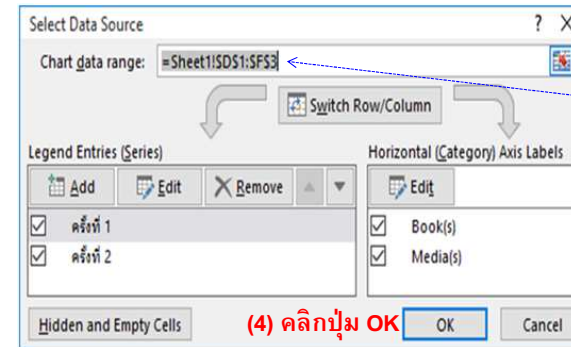 Select Data Source ? X
Chart data range: =Sheet1!$D$1:$F$3
Switch Row/Column
Legend Entries (Series)
Horizontal (Category) Axis Labels
Add Edit Remove
Edit
ครั้งที่ 1
Book(s)
ครั้งที่ 2
Media(s)
Hidden and Empty Cells (4) คลิกปุ่ม OK OK Cancel